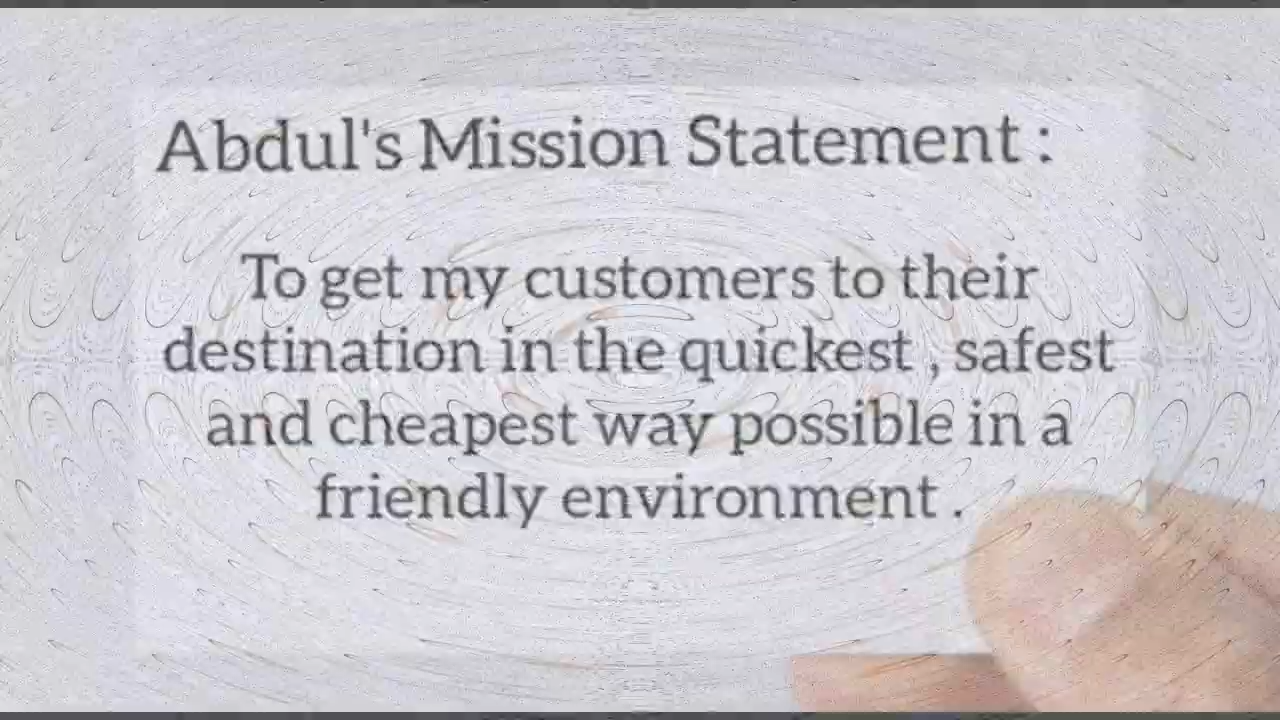 Abdul's Mission Statement :
To get my customers to their
destination in the quickest , safest
and cheapest way possible in a
friendly environment .